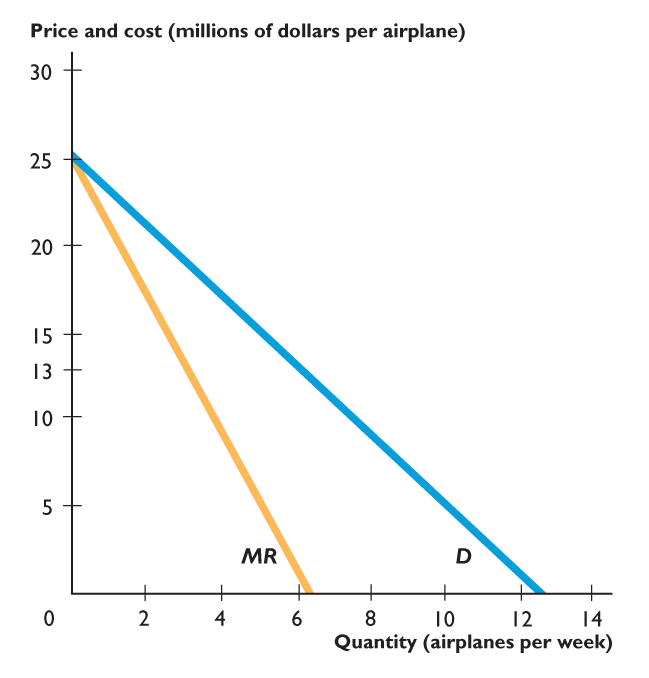 Price and cost (millions of dollars per airplane)
30
25
20
15
13
10
5
MR
D
0 2 4 6 8 10 12 14
Quantity (airplanes per week)